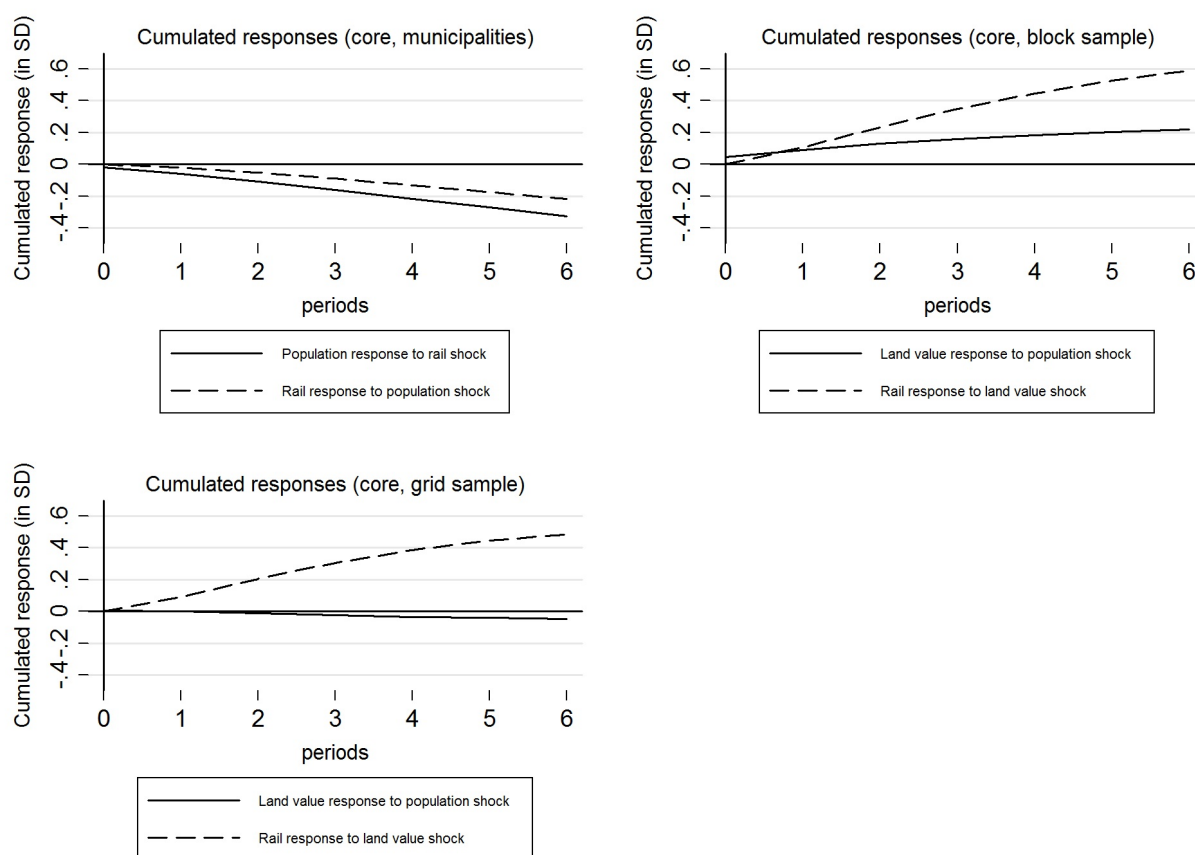 Cumulated responses (core, municipalities)
Cumulated response (in SD)
.6
.4
.2
0
-.2
-.4
0 1 2 3 4 5 6
periods
Population response to rail shock
Rail response to population shock
Cumulated responses (core, block sample)
Cumulated response (in SD)
.6
.4
.2
0
-.2
-.4
0 1 2 3 4 5 6
periods
Land value response to population shock
Rail response to land value shock
Cumulated responses (core, grid sample)
Cumulated response (in SD)
.6
.4
.2
0
-.2
-.4
0 1 2 3 4 5 6
periods
Land value response to population shock
Rail response to land value shock